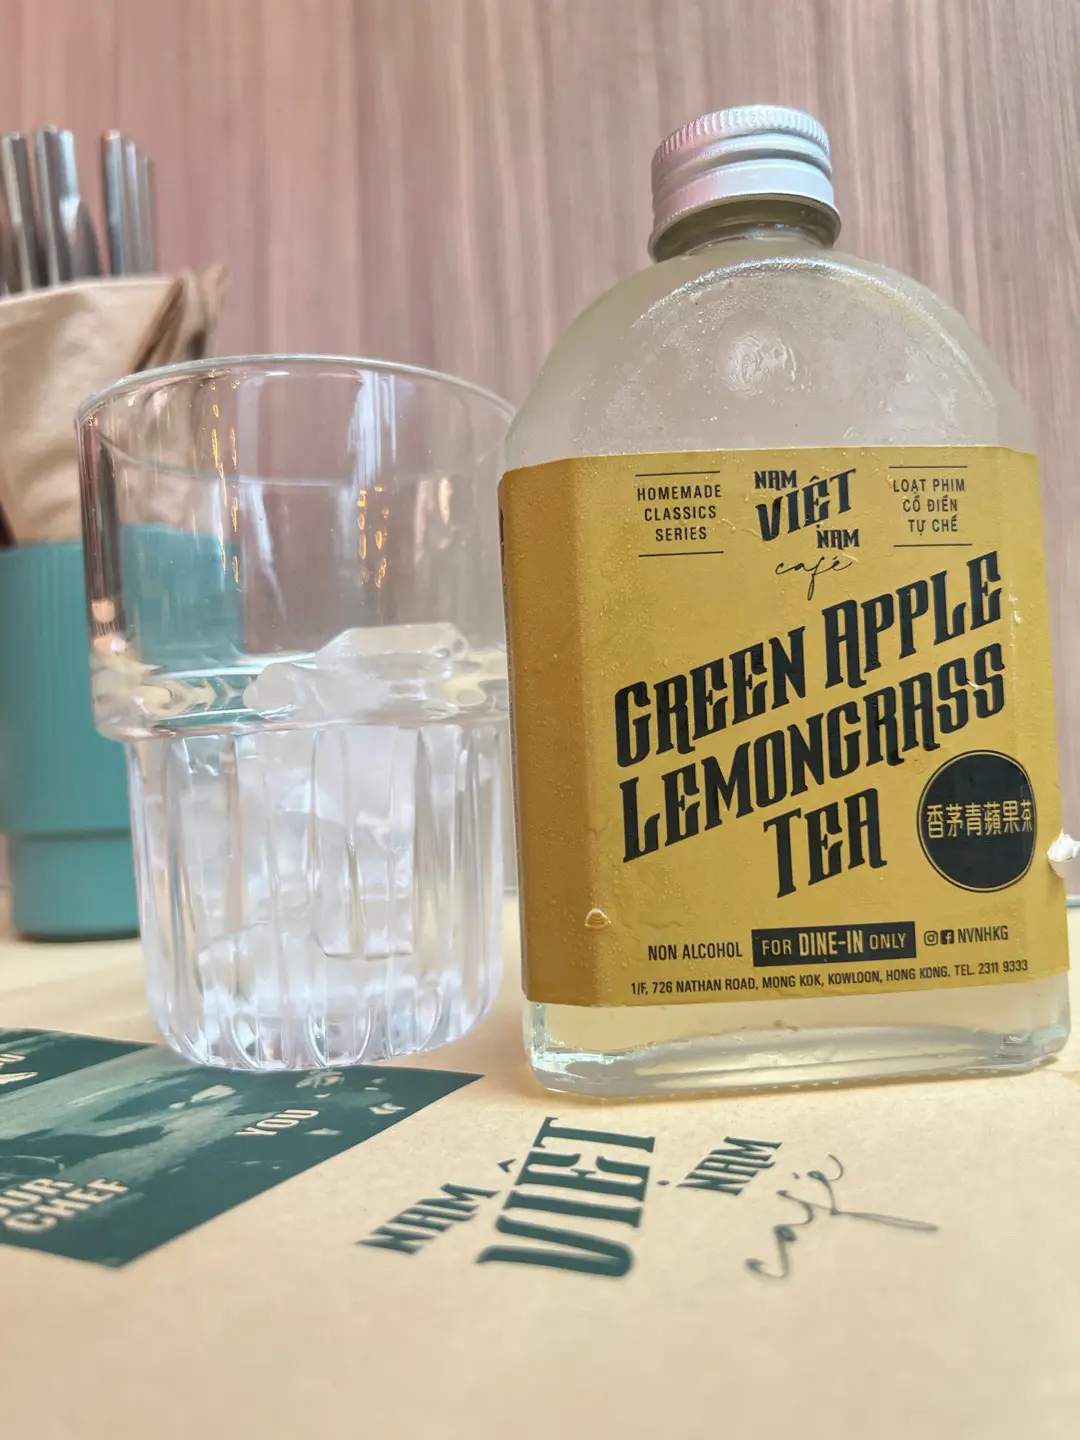 HOMEMADE
CLASSICS
SERIES
NAM
VIỆT
NAM
café
LOẠT PHIM
CỔ ĐIỂN
TỰ CHẾ
GREEN APPLE
LEMONGRASS
TEA
香茅青蘋果茶
NON ALCOHOL
FOR DINE-IN ONLY
NVNHKG
1/F, 726 NATHAN ROAD, MONG KOK, KOWLOON, HONG KONG. TEL. 2311 9333
YOU
CHEF
NAM
VIỆT
NAM
café